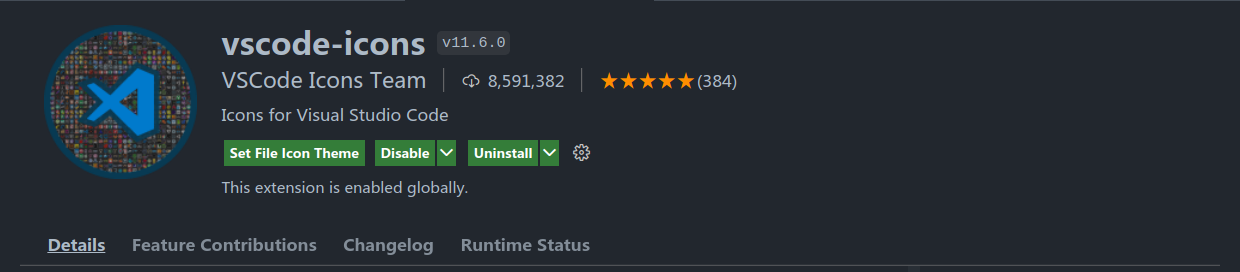 vscode-icons v11.6.0
VSCode Icons Team 8,591,382 (384)
Icons for Visual Studio Code
Set File Icon Theme Disable Uninstall
This extension is enabled globally.
Details Feature Contributions Changelog Runtime Status